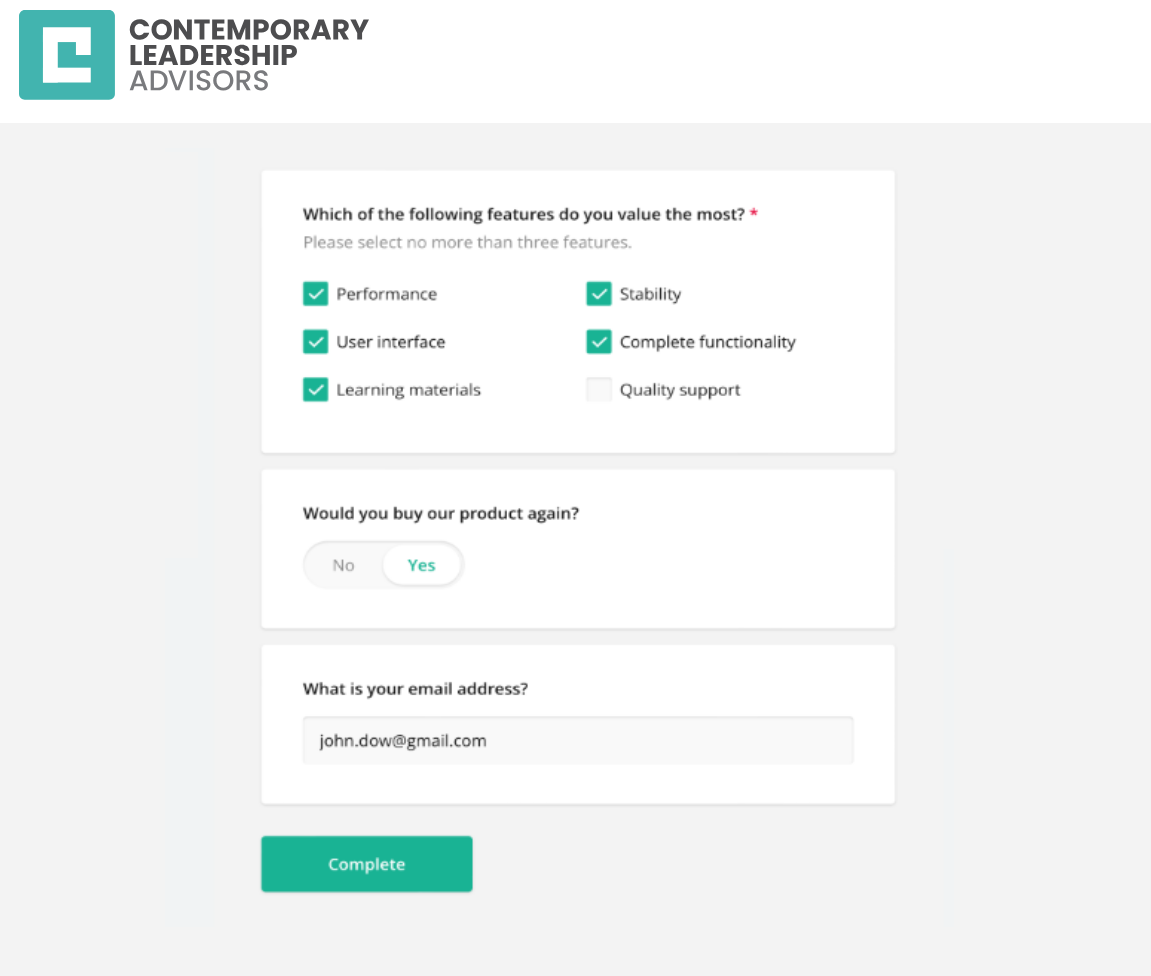 CONTEMPORARY
LEADERSHIP
ADVISORS
Which of the following features do you value the most? *
Please select no more than three features.
Performance
Stability
User interface
Complete functionality
Learning materials
Quality support
Would you buy our product again?
No Yes
What is your email address?
john.dow@gmail.com
Complete